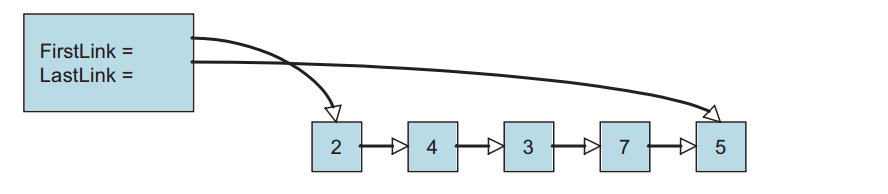 FirstLink =
LastLink =
2 4 3 7 5